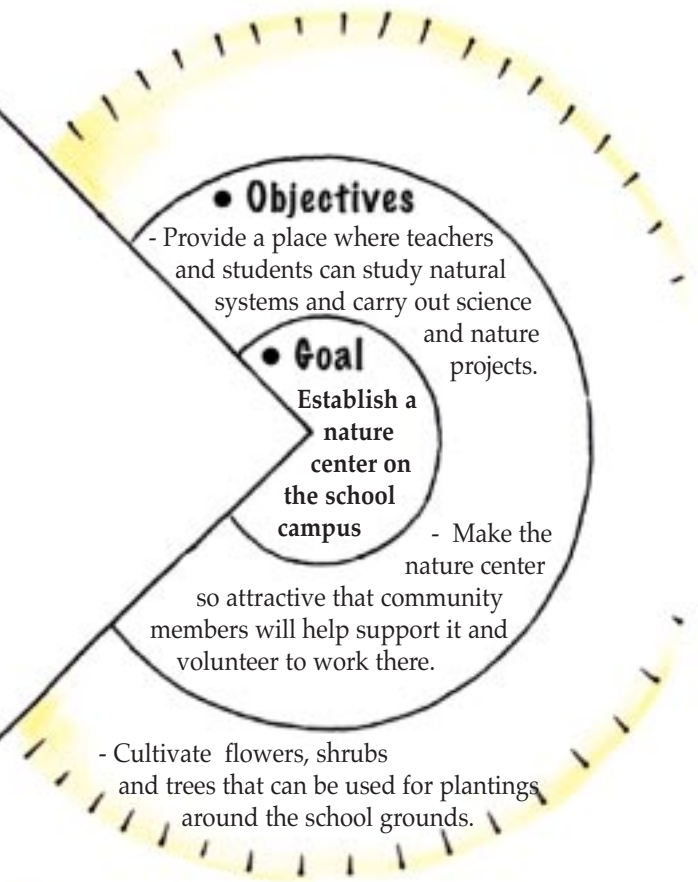 • Objectives
- Provide a place where teachers
and students can study natural
systems and carry out science
and nature
projects.
• Goal
Establish a
nature
center on
the school
campus
- Make the
nature center
so attractive that community
members will help support it and
volunteer to work there.
- Cultivate flowers, shrubs
and trees that can be used for plantings
around the school grounds.